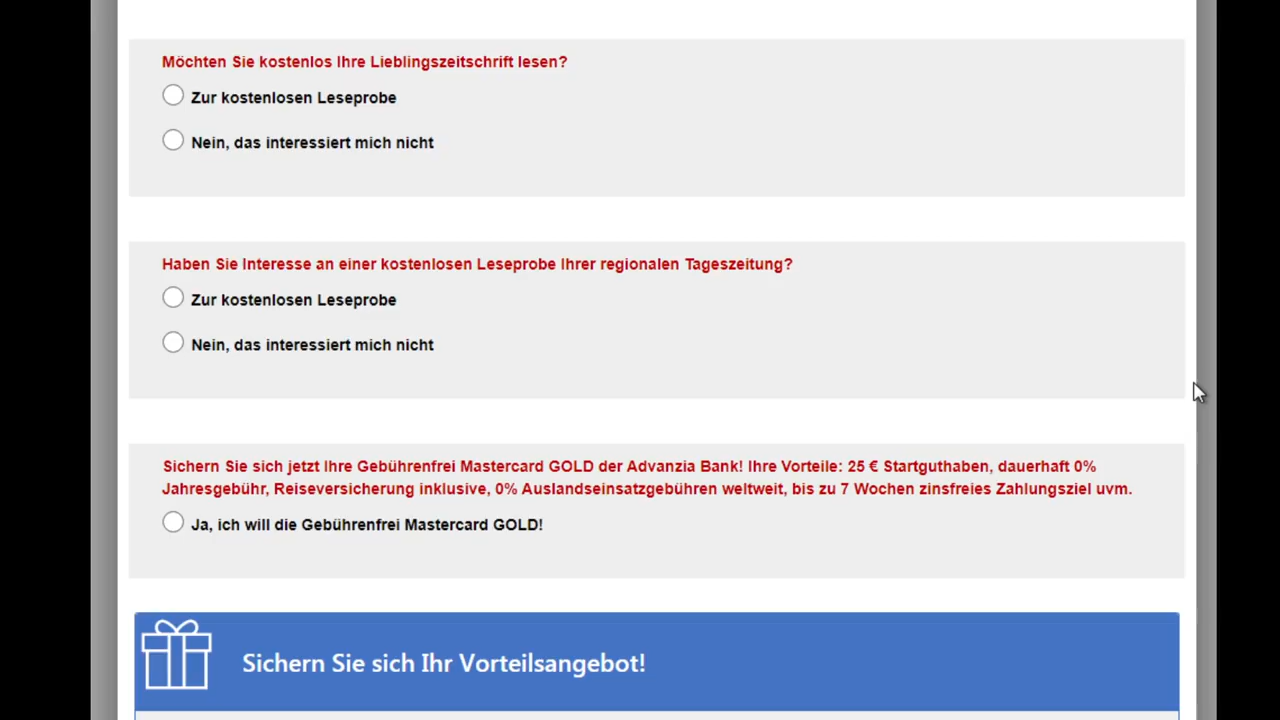 Möchten Sie kostenlos Ihre Lieblingszeitschrift lesen?
Zur kostenlosen Leseprobe
Nein, das interessiert mich nicht
Haben Sie Interesse an einer kostenlosen Leseprobe Ihrer regionalen Tageszeitung?
Zur kostenlosen Leseprobe
Nein, das interessiert mich nicht
Sichern Sie sich jetzt Ihre Gebührenfrei Mastercard GOLD der Advanzia Bank! Ihre Vorteile: 25 € Startguthaben, dauerhaft 0%
Jahresgebühr, Reiseversicherung inklusive, 0% Auslandseinsatzgebühren weltweit, bis zu 7 Wochen zinsfreies Zahlungsziel uvm.
Ja, ich will die Gebührenfrei Mastercard GOLD!
Sichern Sie sich Ihr Vorteilsangebot!